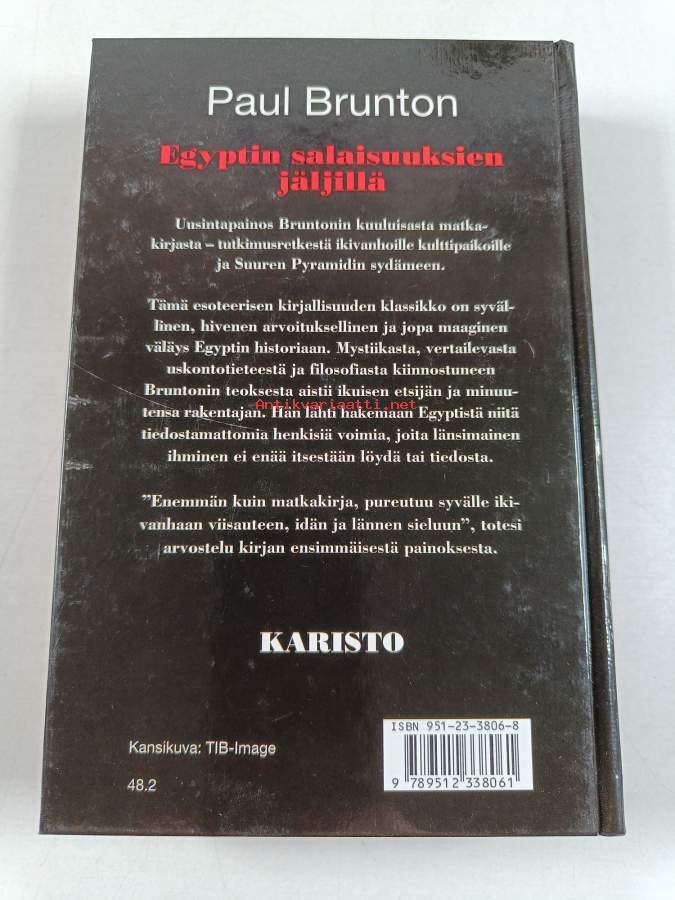 Paul Brunton
Egyptin salaisuuksien
jäljillä
Uusintapainos Bruntonin kuuluisasta matka-
kirjasta – tutkimusretkestä ikivanhoille kulttipaikoille
ja Suuren Pyramidin sydämeen.
Tämä esoteerisen kirjallisuuden klassikko on syväl-
linen, hivenen arvoituksellinen ja jopa maaginen
väläys Egyptin historiaan. Mystiikasta, vertailevasta
uskontotieteestä ja filosofiasta kiinnostuneen
Bruntonin teoksesta aistii ikuisen etsijän ja minuu-
Antikvariaatti.net
tensa rakentajan. Hän lähti hakemaan Egyptistä niitä
tiedostamattomia henkisiä voimia, joita länsimainen
ihminen ei enää itsestään löydä tai tiedosta.
”Enemmän kuin matkakirja, pureutuu syvälle iki-
vanhaan viisauteen, idän ja lännen sieluun”, totesi
arvostelu kirjan ensimmäisestä painoksesta.
KARISTO
ISBN 951-23-3806-8
Kansikuva: TIB-Image
9 789512 338061
48.2